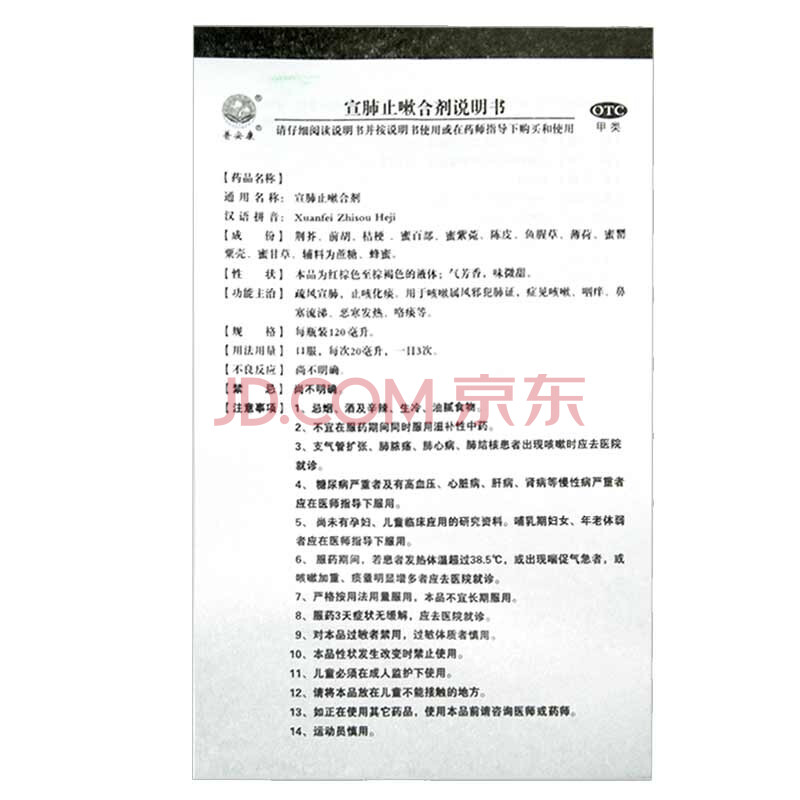 普安康
宣肺止嗽合剂说明书
请仔细阅读说明书并按说明书使用或在药师指导下购买和使用
OTC
甲类
【药品名称】
通用名称：宣肺止嗽合剂
汉语拼音：Xuanfei Zhisou Heji
【成 份】荆芥、前胡、桔梗、蜜百部、蜜紫菀、陈皮、鱼腥草、薄荷、蜜罂
粟壳、蜜甘草。辅料为蔗糖、蜂蜜。
【性 状】本品为红棕色至棕褐色的液体；气芳香，味微甜。
【功能主治】疏风宣肺，止咳化痰。用于咳嗽属风邪犯肺证，症见咳嗽、咽痒、鼻
塞流涕、恶寒发热、咯痰等。
【规 格】每瓶装120毫升。
【用法用量】口服，每次20毫升，一日3次。
【不良反应】尚不明确。
【禁 忌】尚不明确。
JD.COM 京东
【注意事项】1、忌烟、酒及辛辣、生冷、油腻食物。
2、不宜在服药期间同时服用滋补性中药。
3、支气管扩张、肺脓疡、肺心病、肺结核患者出现咳嗽时应去医院
就诊。
4、糖尿病严重者及有高血压、心脏病、肝病、肾病等慢性病严重者
应在医师指导下服用。
5、尚未有孕妇、儿童临床应用的研究资料。哺乳期妇女、年老体弱
者应在医师指导下服用。
6、服药期间，若患者发热体温超过38.5℃，或出现喘促气急者，或
咳嗽加重、痰量明显增多者应去医院就诊。
7、严格按用法用量服用，本品不宜长期服用。
8、服药3天症状无缓解，应去医院就诊。
9、对本品过敏者禁用，过敏体质者慎用。
10、本品性状发生改变时禁止使用。
11、儿童必须在成人监护下使用。
12、请将本品放在儿童不能接触的地方。
13、如正在使用其它药品，使用本品前请咨询医师或药师。
14、运动员慎用。